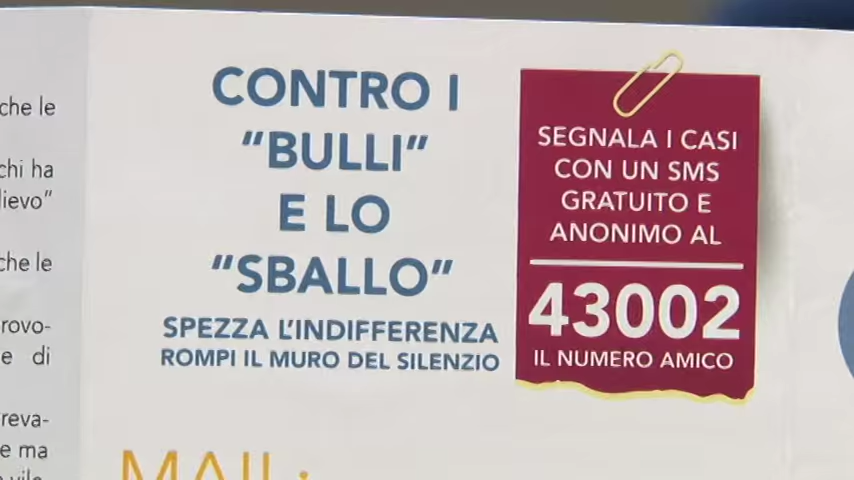 che le
chi ha
lievo"
che le
rovo-
e di
reva-
e ma
CONTRO I
"BULLI"
E LO
"SBALLO"
SPEZZA L'INDIFFERENZA
ROMPI IL MURO DEL SILENZIO
SEGNALA I CASI
CON UN SMS
GRATUITO E
ANONIMO AL
43002
IL NUMERO AMICO
MAIL: